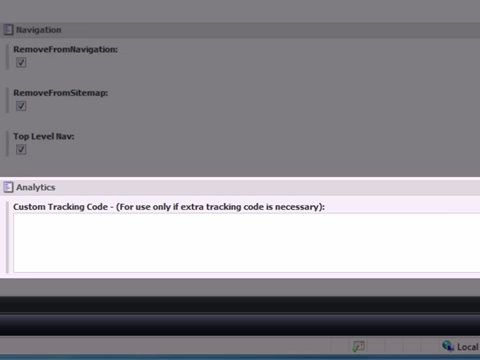 Navigation
RemoveFromNavigation:
RemoveFromSitemap:
Top Level Nav:
Analytics
Custom Tracking Code - (For use only if extra tracking code is necessary):
Local